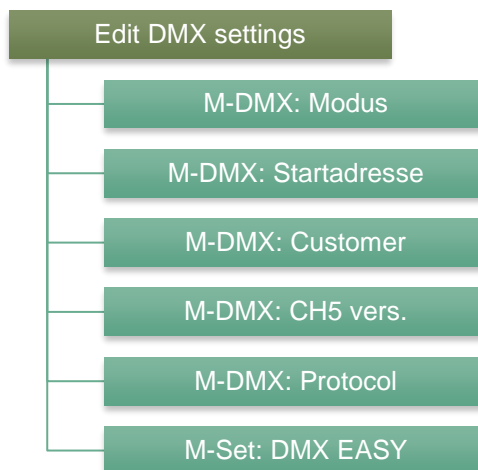 Edit DMX settings
M-DMX: Modus
M-DMX: Startadresse
M-DMX: Customer
M-DMX: CH5 vers.
M-DMX: Protocol
M-Set: DMX EASY